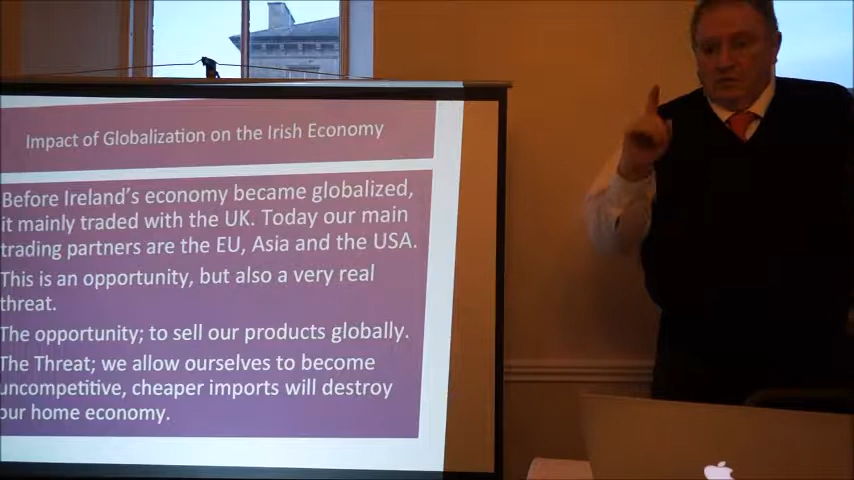 Impact of Globalization on the Irish Economy
Before Ireland's economy became globalized,
it mainly traded with the UK. Today our main
trading partners are the EU, Asia and the USA.
This is an opportunity, but also a very real
threat.
The opportunity; to sell our products globally.
The Threat; we allow ourselves to become
uncompetitive, cheaper imports will destroy
our home economy.